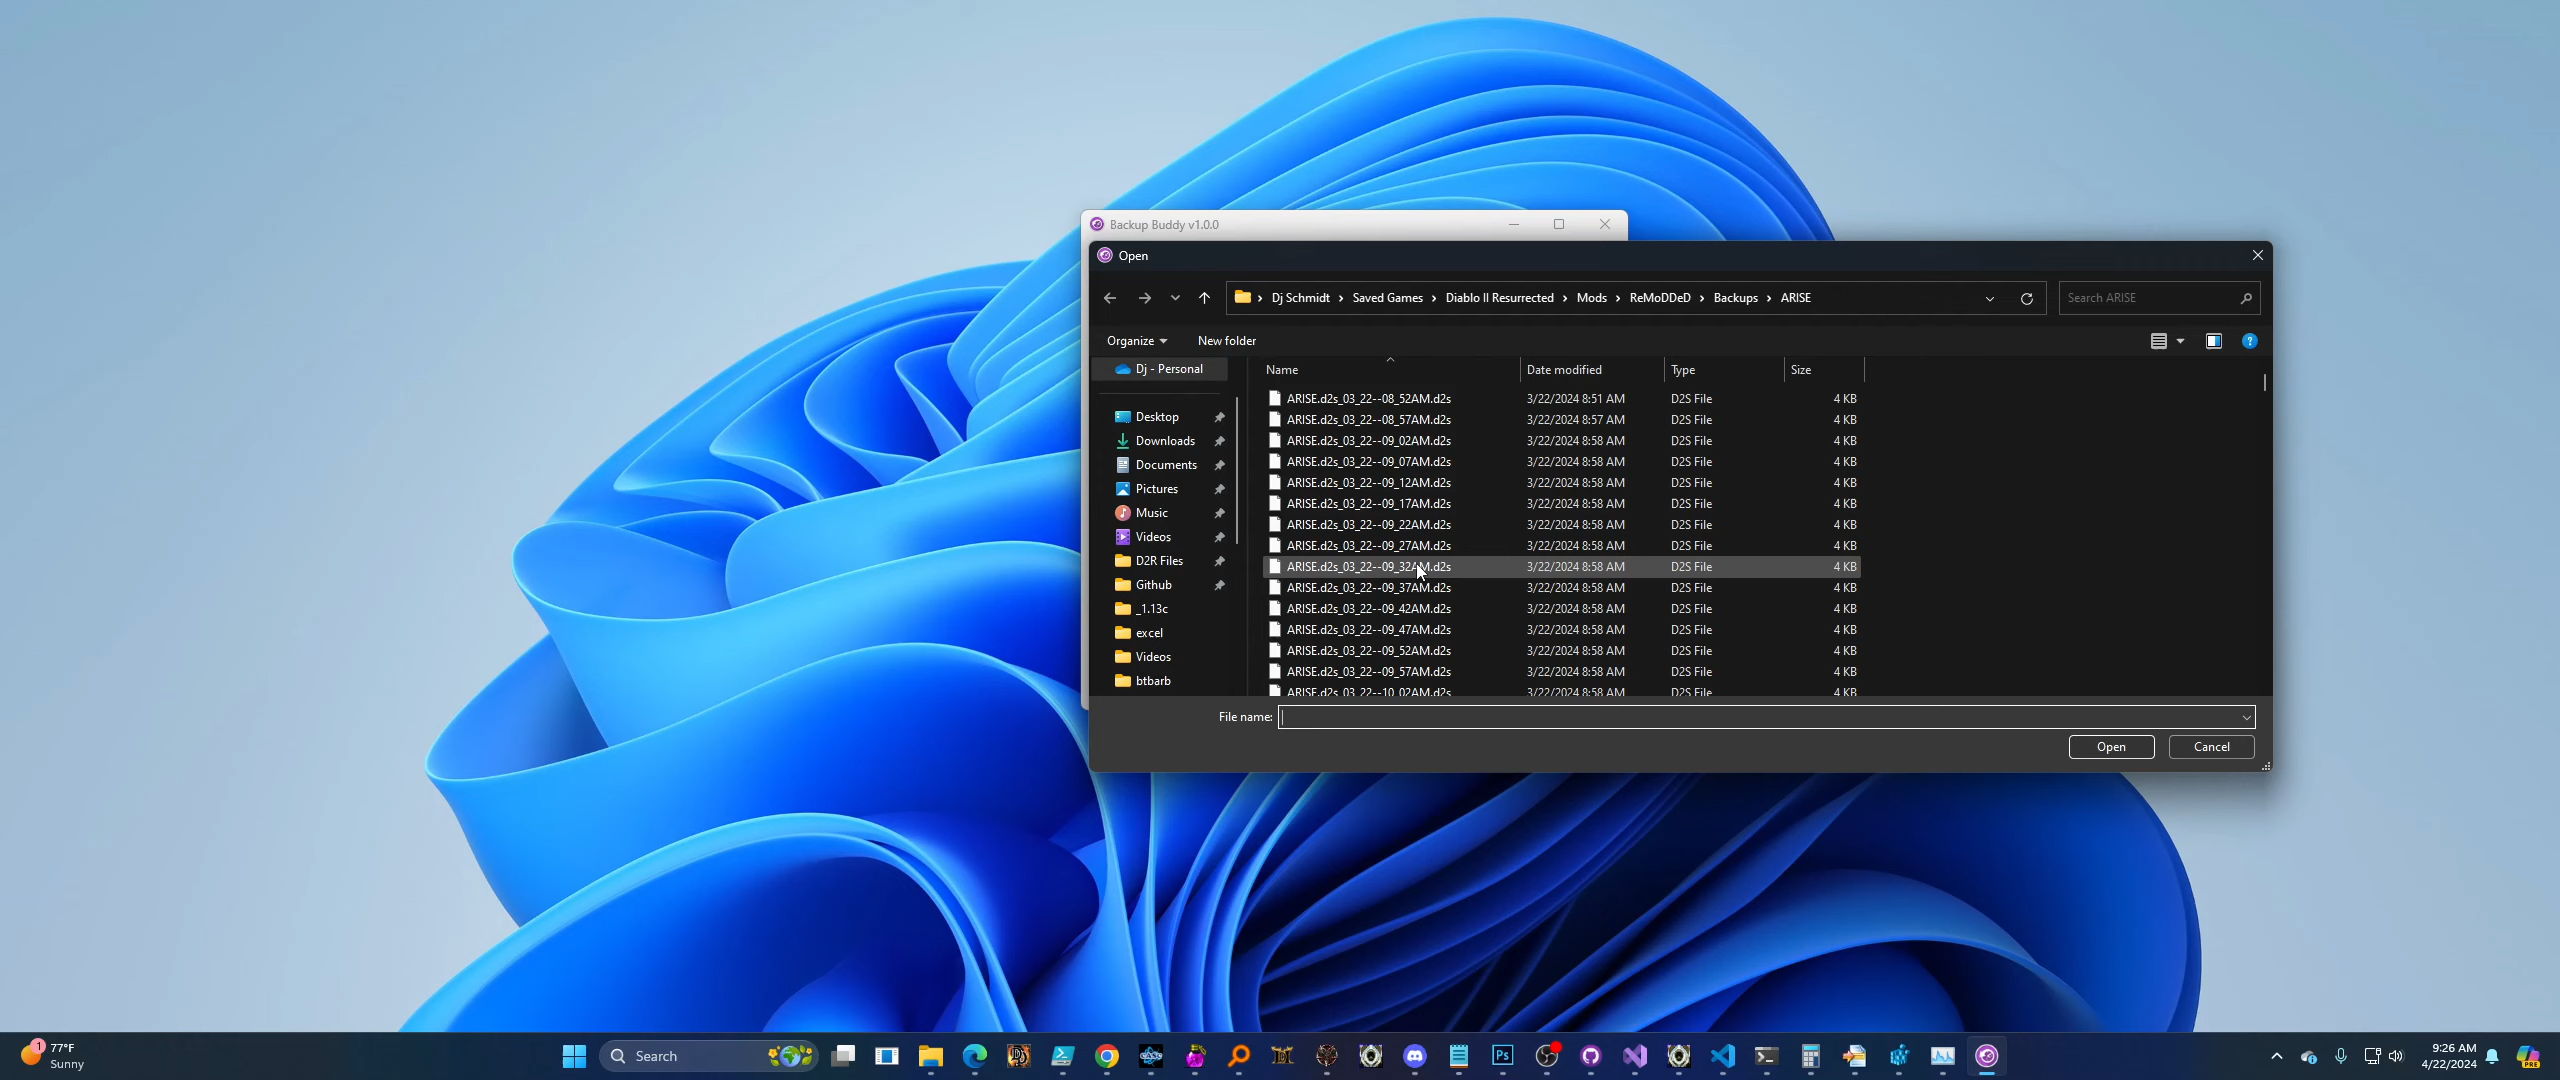 Backup Buddy v1.0.0
Open
Dj Schmidt > Saved Games > Diablo II Resurrected > Mods > ReMoDDeD > Backups > ARISE
Search ARISE
Organize
New folder
Dj - Personal
Desktop
Downloads
Documents
Pictures
Music
Videos
D2R Files
Github
_1.13c
excel
Videos
btbarb
Name Date modified Type Size
ARISE.d2s_03_22--08_52AM.d2s 3/22/2024 8:51 AM D2S File 4 KB
ARISE.d2s_03_22--08_57AM.d2s 3/22/2024 8:57 AM D2S File 4 KB
ARISE.d2s_03_22--09_02AM.d2s 3/22/2024 8:58 AM D2S File 4 KB
ARISE.d2s_03_22--09_07AM.d2s 3/22/2024 8:58 AM D2S File 4 KB
ARISE.d2s_03_22--09_12AM.d2s 3/22/2024 8:58 AM D2S File 4 KB
ARISE.d2s_03_22--09_17AM.d2s 3/22/2024 8:58 AM D2S File 4 KB
ARISE.d2s_03_22--09_22AM.d2s 3/22/2024 8:58 AM D2S File 4 KB
ARISE.d2s_03_22--09_27AM.d2s 3/22/2024 8:58 AM D2S File 4 KB
ARISE.d2s_03_22--09_32AM.d2s 3/22/2024 8:58 AM D2S File 4 KB
ARISE.d2s_03_22--09_37AM.d2s 3/22/2024 8:58 AM D2S File 4 KB
ARISE.d2s_03_22--09_42AM.d2s 3/22/2024 8:58 AM D2S File 4 KB
ARISE.d2s_03_22--09_47AM.d2s 3/22/2024 8:58 AM D2S File 4 KB
ARISE.d2s_03_22--09_52AM.d2s 3/22/2024 8:58 AM D2S File 4 KB
ARISE.d2s_03_22--09_57AM.d2s 3/22/2024 8:58 AM D2S File 4 KB
ARISE.d2s_03_22--10_02AM.d2s 3/22/2024 8:58 AM D2S File 4 KB
File name:
Open
Cancel
1
77°F
Sunny
Search
Ps
9:26 AM
4/22/2024
PRE